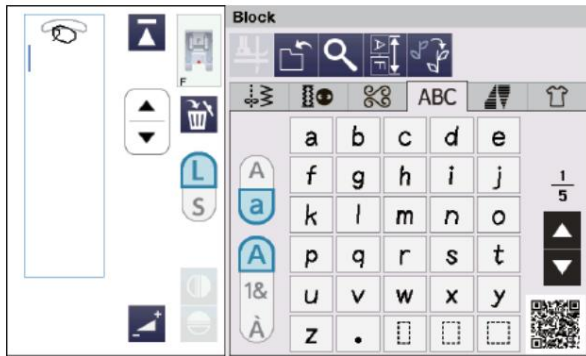 Block
F
ABC
L
S
A
a
A
1&
À
a b c d e
f g h i j
k l m n o
p q r s t
u v w x y
z .
1
5